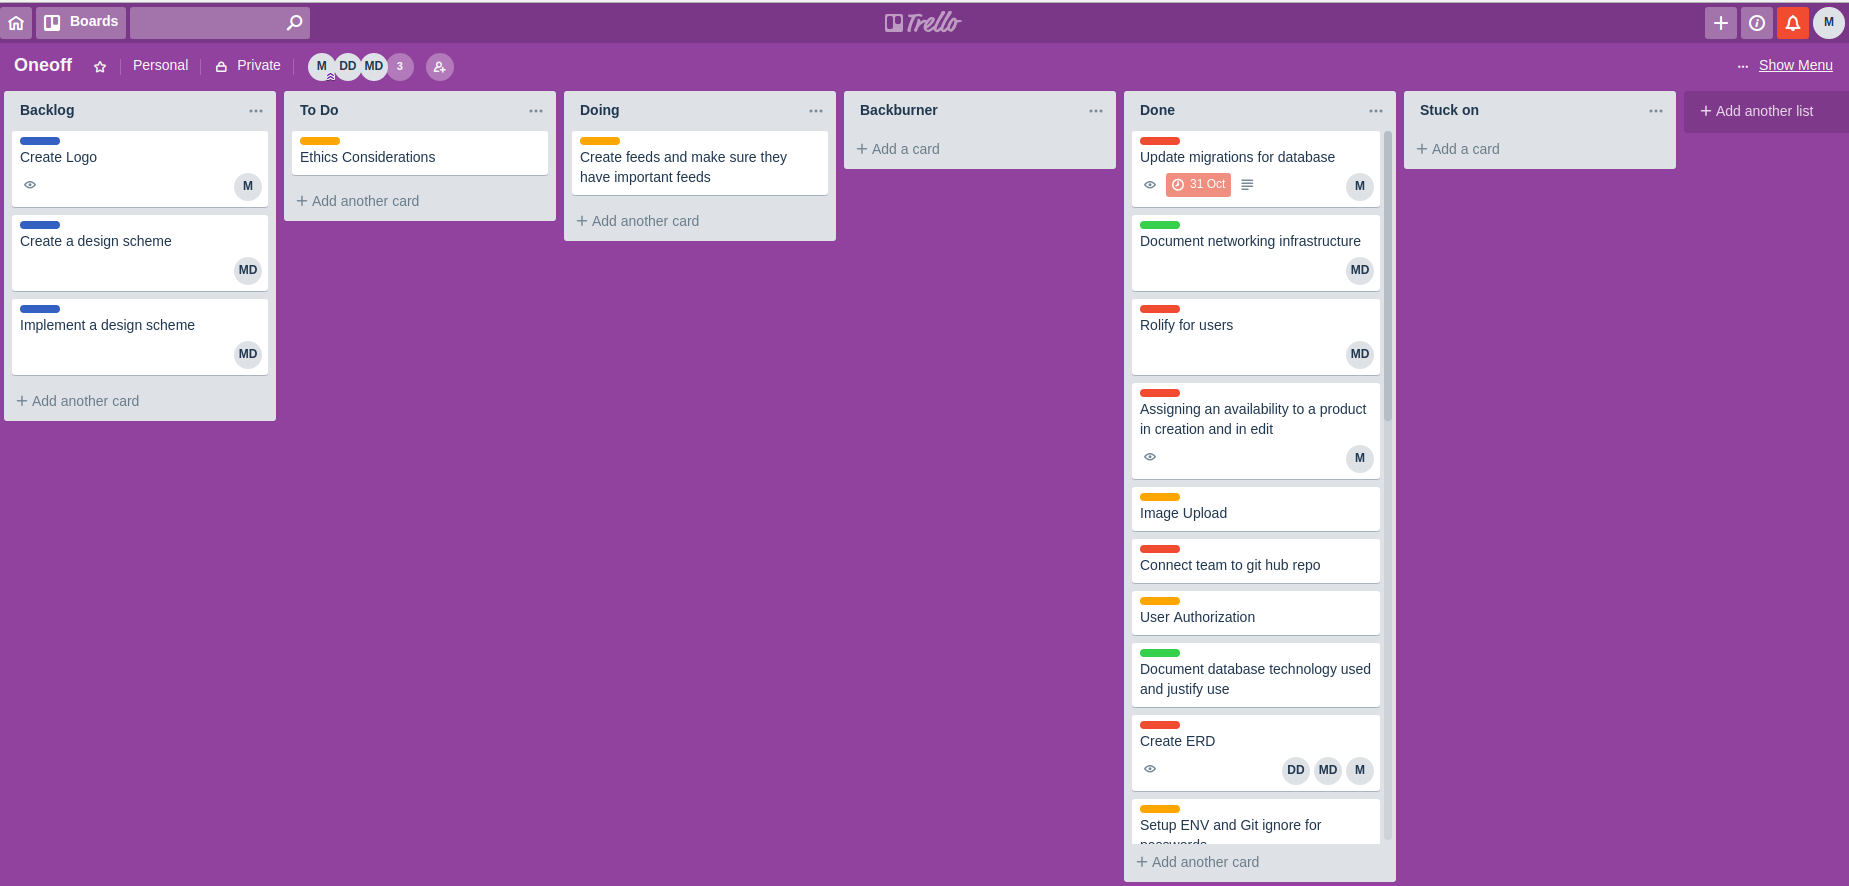 Boards
Trello
M
Oneoff
Personal
Private
M DD MD 3
Show Menu
Backlog
Create Logo
M
Create a design scheme
MD
Implement a design scheme
MD
Add another card
To Do
Ethics Considerations
Add another card
Doing
Create feeds and make sure they
have important feeds
Add another card
Backburner
Add a card
Done
Update migrations for database
31 Oct
M
Document networking infrastructure
MD
Rolify for users
MD
Assigning an availability to a product
in creation and in edit
M
Image Upload
Connect team to git hub repo
User Authorization
Document database technology used
and justify use
Create ERD
DD MD M
Setup ENV and Git ignore for
passwords
Add another card
Stuck on
Add a card
Add another list